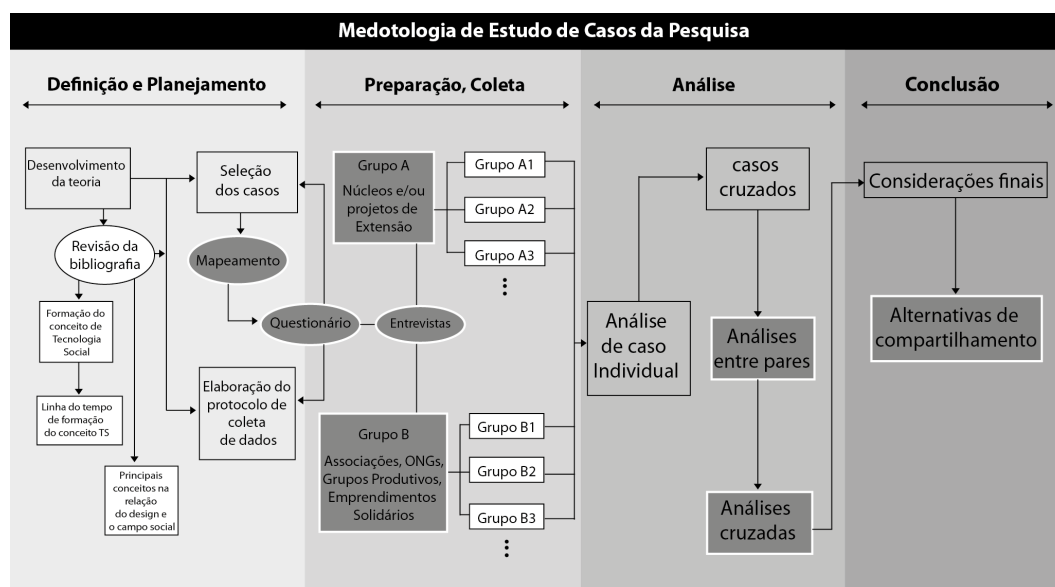 Medotologia de Estudo de Casos da Pesquisa
Definição e Planejamento
Preparação, Coleta
Análise
Conclusão
Desenvolvimento
da teoria
Revisão da
bibliografia
Formação do
conceito de
Tecnologia
Social
Linha do tempo
de formação
do conceito TS
Principais
conceitos na
relação
do design e
o campo social
Seleção
dos casos
Mapeamento
Questionário
Elaboração do
protocolo de
coleta
de dados
Grupo A
Núcleos e/ou
projetos de
Extensão
Entrevistas
Grupo B
Associações, ONGs,
Grupos Produtivos,
Emprendimentos
Solidários
Grupo A1
Grupo A2
Grupo A3
Grupo B1
Grupo B2
Grupo B3
Análise
de caso
Individual
casos
cruzados
Análises
entre pares
Análises
cruzadas
Considerações finais
Alternativas de
compartilhamento